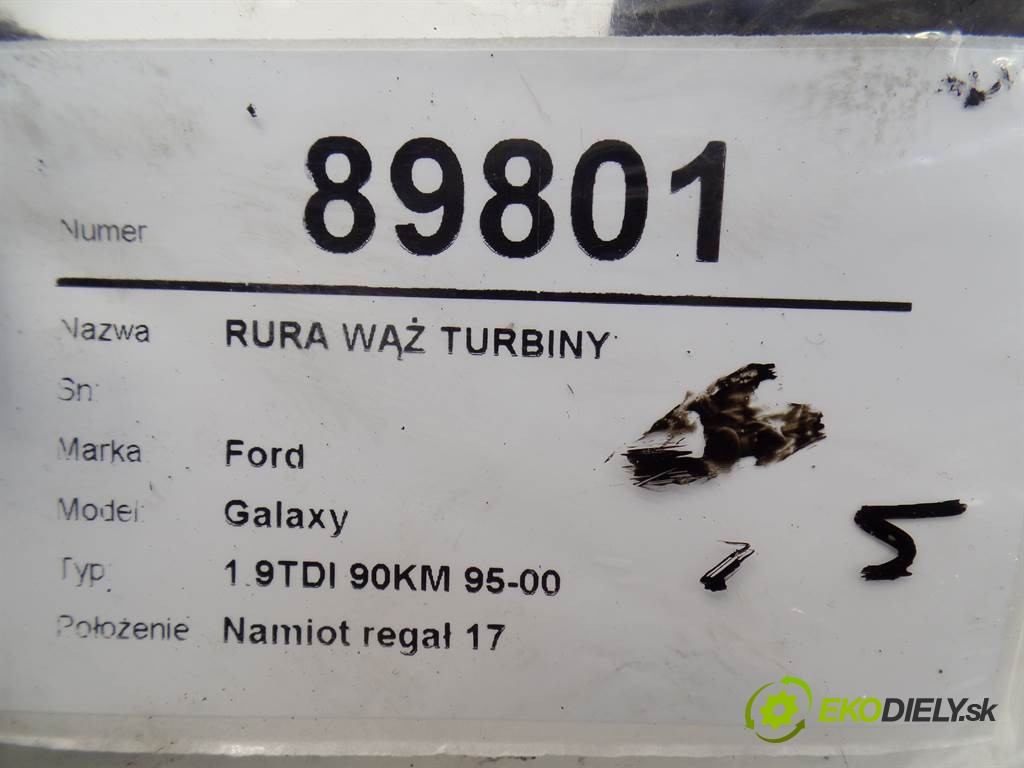 Numer 89801
Nazwa RURA WĄŻ TURBINY
Sn:
Marka Ford
Model: Galaxy
Typ: 1.9TDI 90KM 95-00
Położenie Namiot regał 17
5
EKODIELY.sk